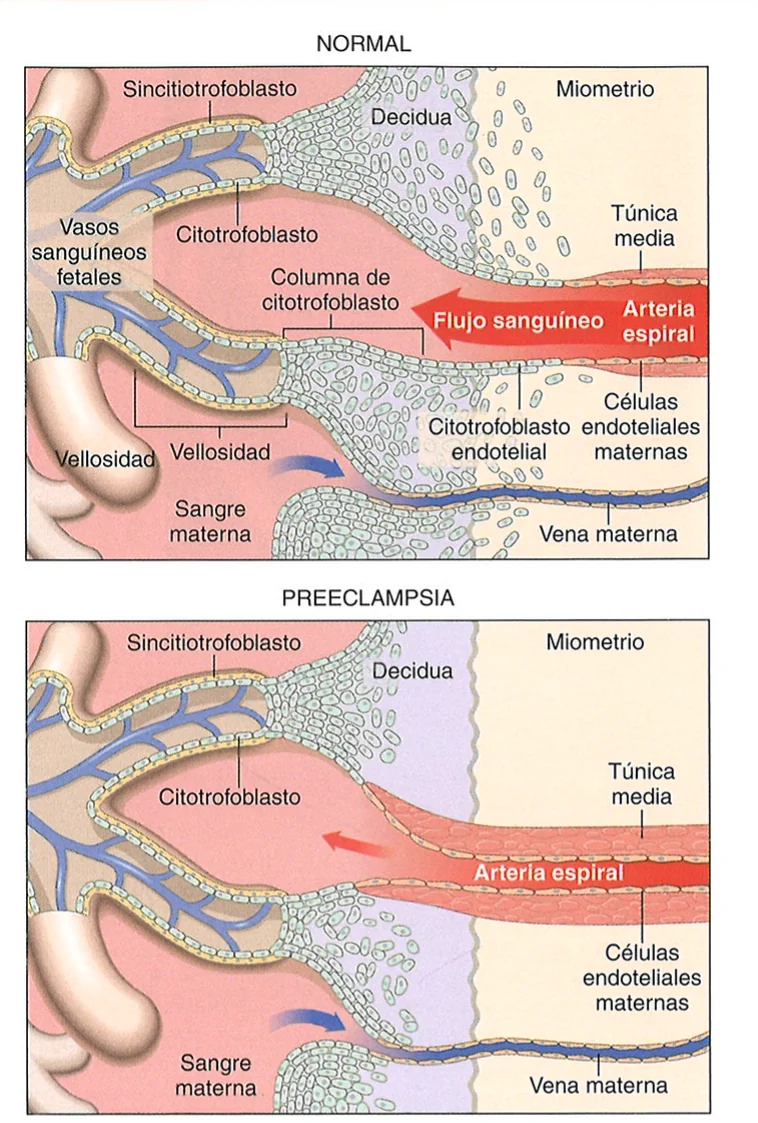 NORMAL
Sincitiotrofoblasto
Decidua
Miometrio
Vasos
sanguíneos
fetales
Citotrofoblasto
Túnica
media
Columna de
citotrofoblasto
Flujo sanguíneo
Arteria
espiral
Citotrofoblasto
endotelial
Células
endoteliales
maternas
Vellosidad
Vellosidad
Sangre
materna
Vena materna
PREECLAMPSIA
Sincitiotrofoblasto
Decidua
Miometrio
Citotrofoblasto
Túnica
media
Arteria espiral
Células
endoteliales
maternas
Sangre
materna
Vena materna